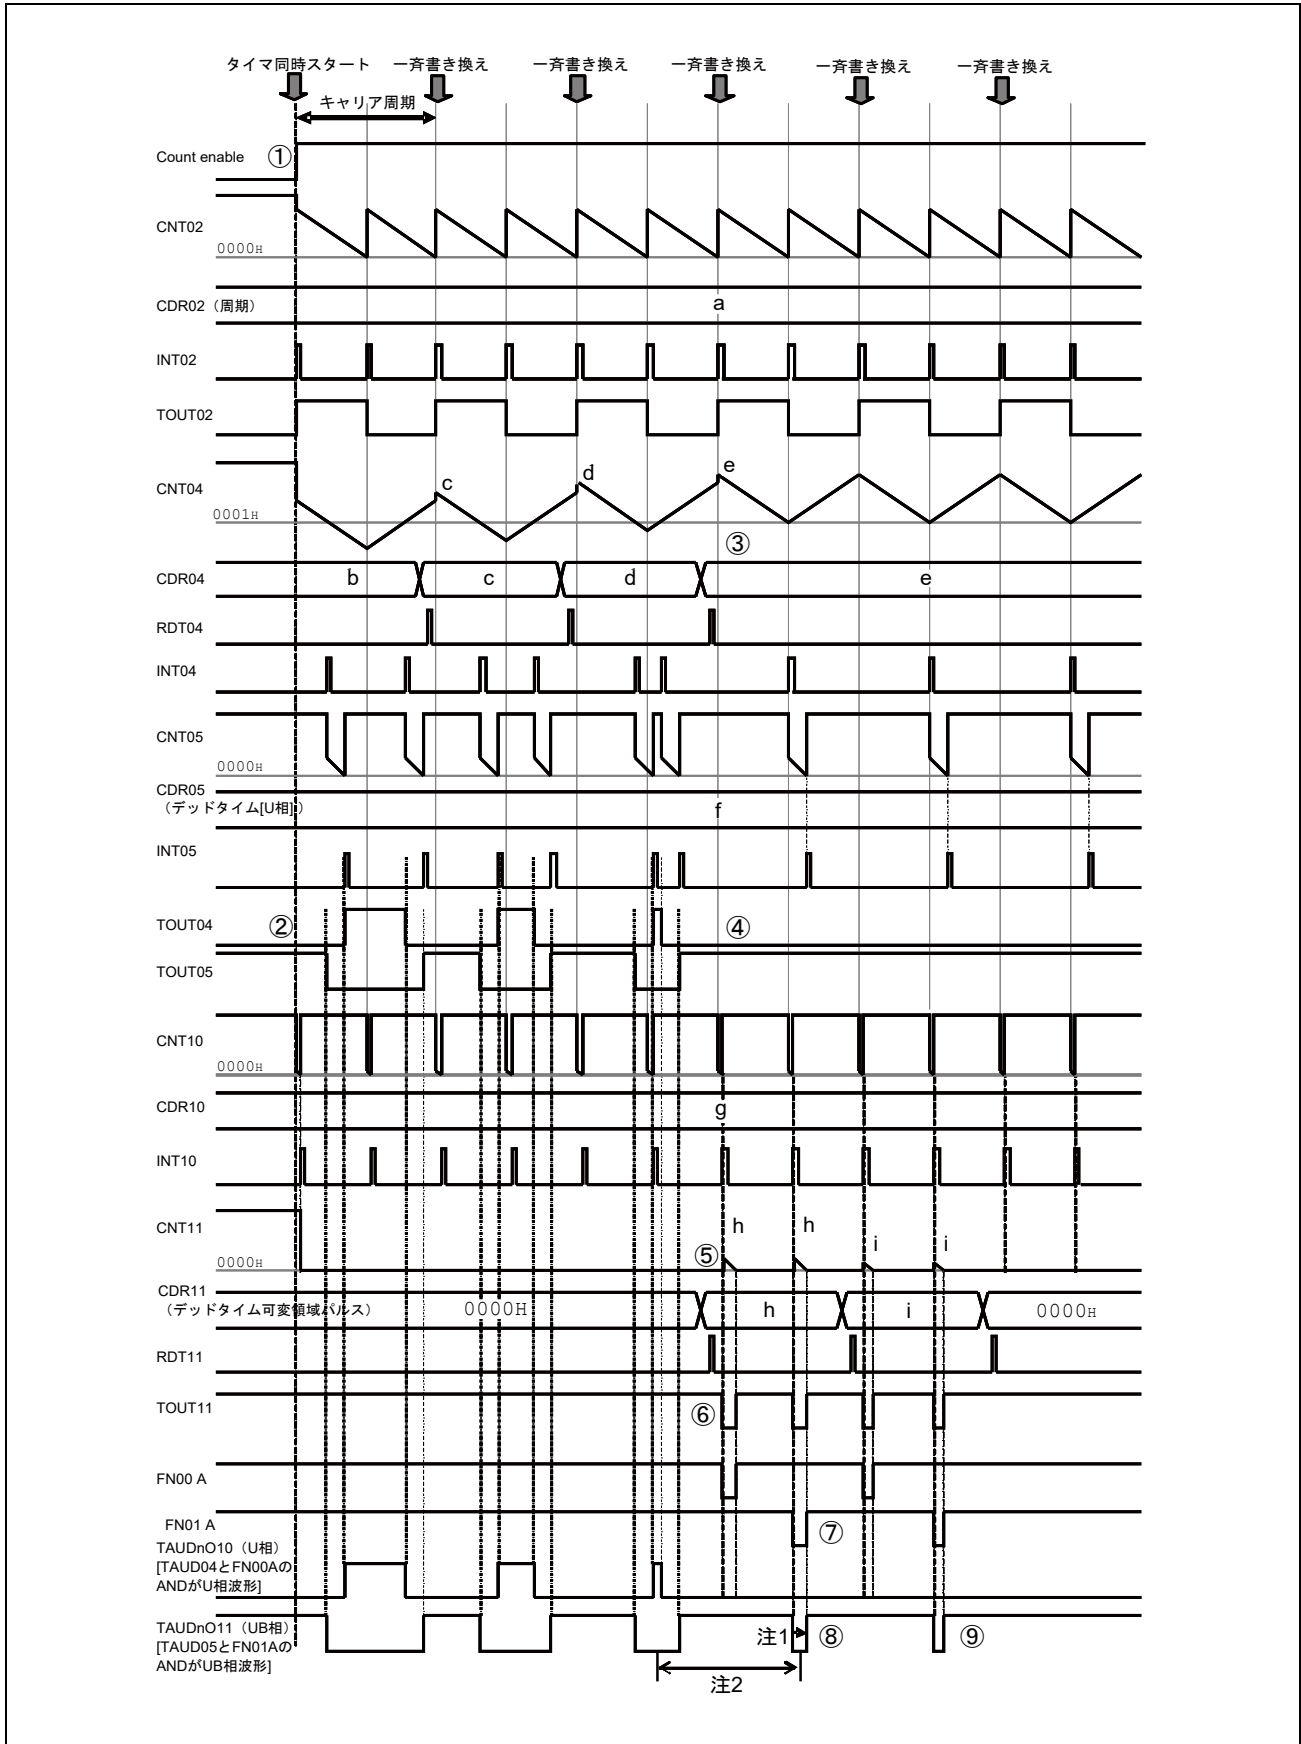 タイマ同時スタート 一斉書き換え 一斉書き換え 一斉書き換え 一斉書き換え 一斉書き換え
キャリア周期
Count enable ①
CNT02
0000H
CDR02（周期） a
INT02
TOUT02
CNT04 c d e
0001H
③
CDR04 b c d e
RDT04
INT04
CNT05
0000H
CDR05
（デッドタイム[U相]） f
INT05
TOUT04 ② ④
TOUT05
CNT10
0000H
CDR10 g
INT10
CNT11 h h i i
0000H ⑤
CDR11
（デッドタイム可変領域パルス） 0000H h i 0000H
RDT11
TOUT11 ⑥
FN00 A
FN01 A ⑦
TAUDnO10（U相）
[TAUD04とFN00Aの
ANDがU相波形]
TAUDnO11（UB相） 注1 ⑧ ⑨
[TAUD05とFN01Aの
ANDがUB相波形]
注2